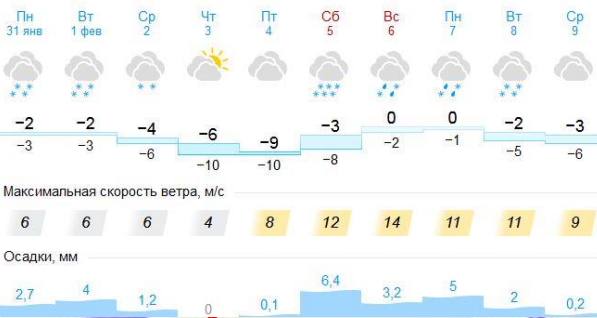 Пн Вт Ср Чт Пт Сб Вс Пн Вт Ср
31 янв 1 фев 2 3 4 5 6 7 8 9
−2 −2 −4 −6 −9 −3 0 0 −2 −3
−3 −3 −6 −10 −10 −8 −2 −1 −5 −6
Максимальная скорость ветра, м/с
6 6 6 4 8 12 14 11 11 9
Осадки, мм
2,7 4 1,2 0 0,1 6,4 3,2 5 2 0,2